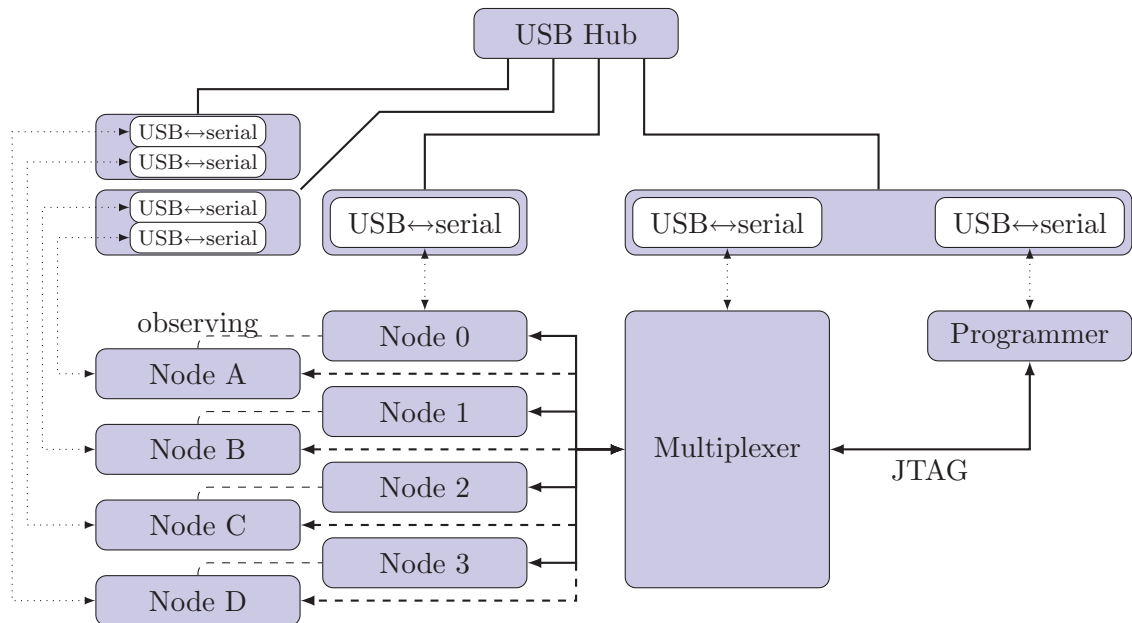 USB Hub
USB↔serial
USB↔serial
USB↔serial
USB↔serial
USB↔serial
USB↔serial
USB↔serial
observing
Node 0
Programmer
Node A
Node 1
Node B
Multiplexer
JTAG
Node 2
Node C
Node 3
Node D